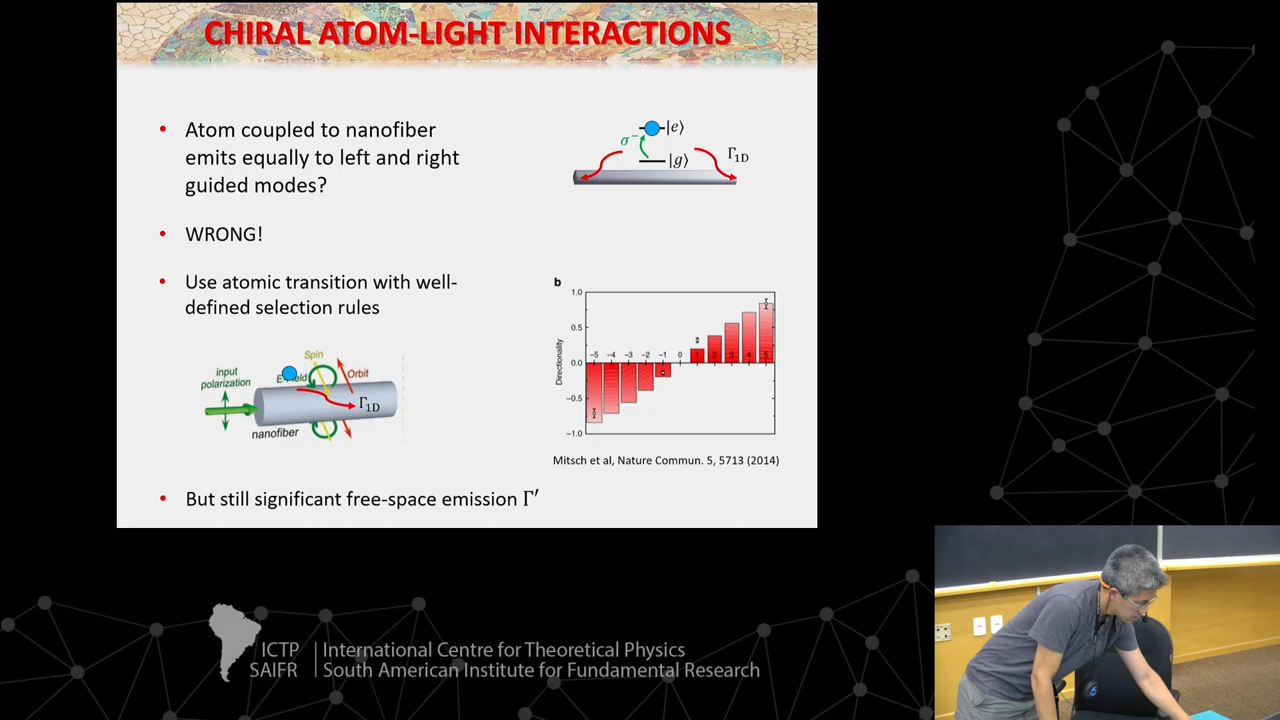 CHIRAL ATOM-LIGHT INTERACTIONS
• Atom coupled to nanofiber
emits equally to left and right
guided modes?
• WRONG!
• Use atomic transition with well-
defined selection rules
σ⁻
|e⟩
|g⟩
Γ1D
input
polarization
Spin
Orbit
Γ1D
nanofiber
b
Directionality
1.0
0.5
0.0
−0.5
−1.0
−5 −4 −3 −2 −1 0 1 2 3 4 5
Mitsch et al, Nature Commun. 5, 5713 (2014)
• But still significant free-space emission Γ′
ICTP
SAIFR
International Centre for Theoretical Physics
South American Institute for Fundamental Research